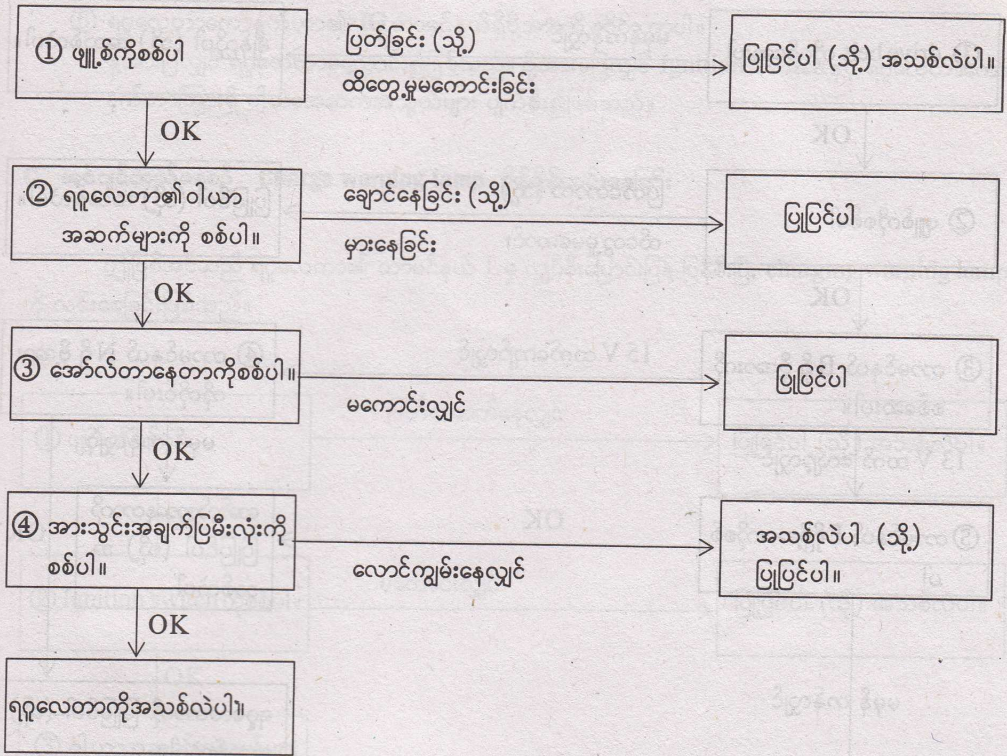 ① ဖျူ့စ်ကိုစစ်ပါ
ပြတ်ခြင်း (သို့)
ထိတွေ့မှုမကောင်းခြင်း
ပြုပြင်ပါ (သို့) အသစ်လဲပါ။
OK
② ရဂူလေတာ၏ ဝါယာ
အဆက်များကို စစ်ပါ။
ချောင်နေခြင်း (သို့)
မှားနေခြင်း
ပြုပြင်ပါ
OK
③ အော်လ်တာနေတာကိုစစ်ပါ။
မကောင်းလျှင်
ပြုပြင်ပါ
OK
④ အားသွင်းအချက်ပြမီးလုံးကို
စစ်ပါ။
လောင်ကျွမ်းနေလျှင်
အသစ်လဲပါ (သို့)
ပြုပြင်ပါ။
OK
ရဂူလေတာကိုအသစ်လဲပါ။